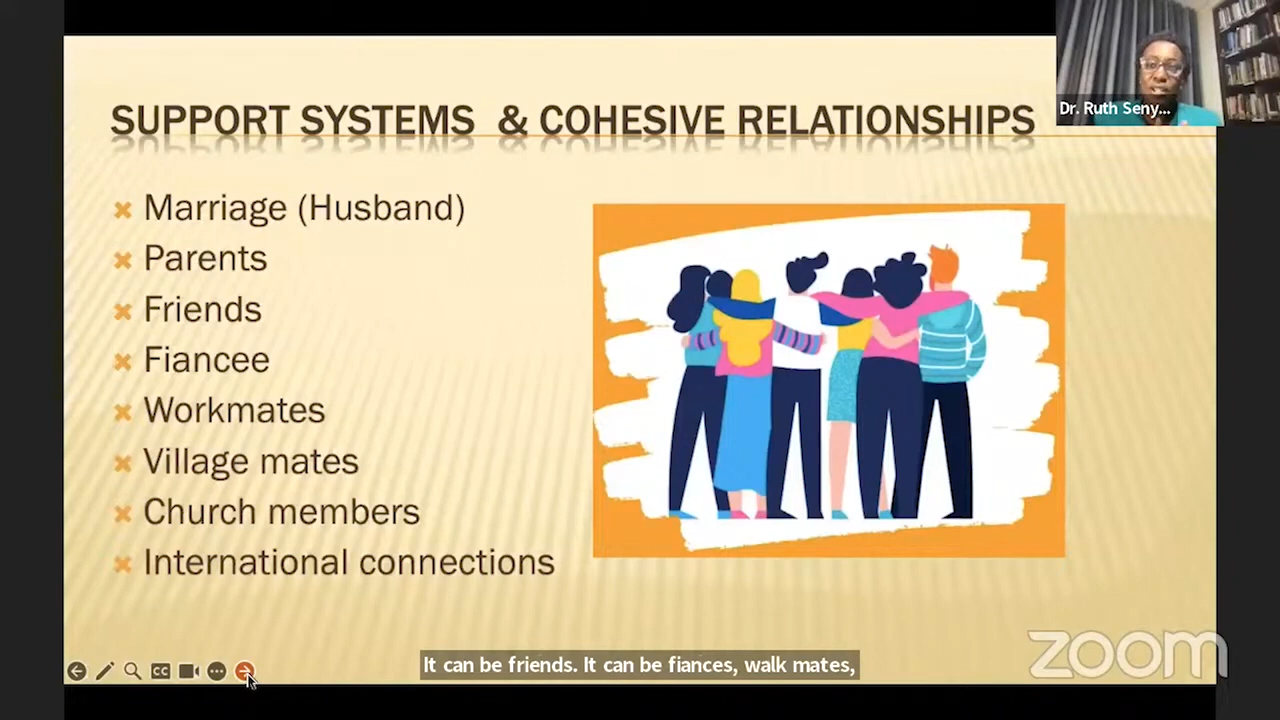 SUPPORT SYSTEMS & COHESIVE RELATIONSHIPS
Dr. Ruth Seny...
Marriage (Husband)
Parents
Friends
Fiancee
Workmates
Village mates
Church members
International connections
CC
It can be friends. It can be fiances, walk mates,
zoom